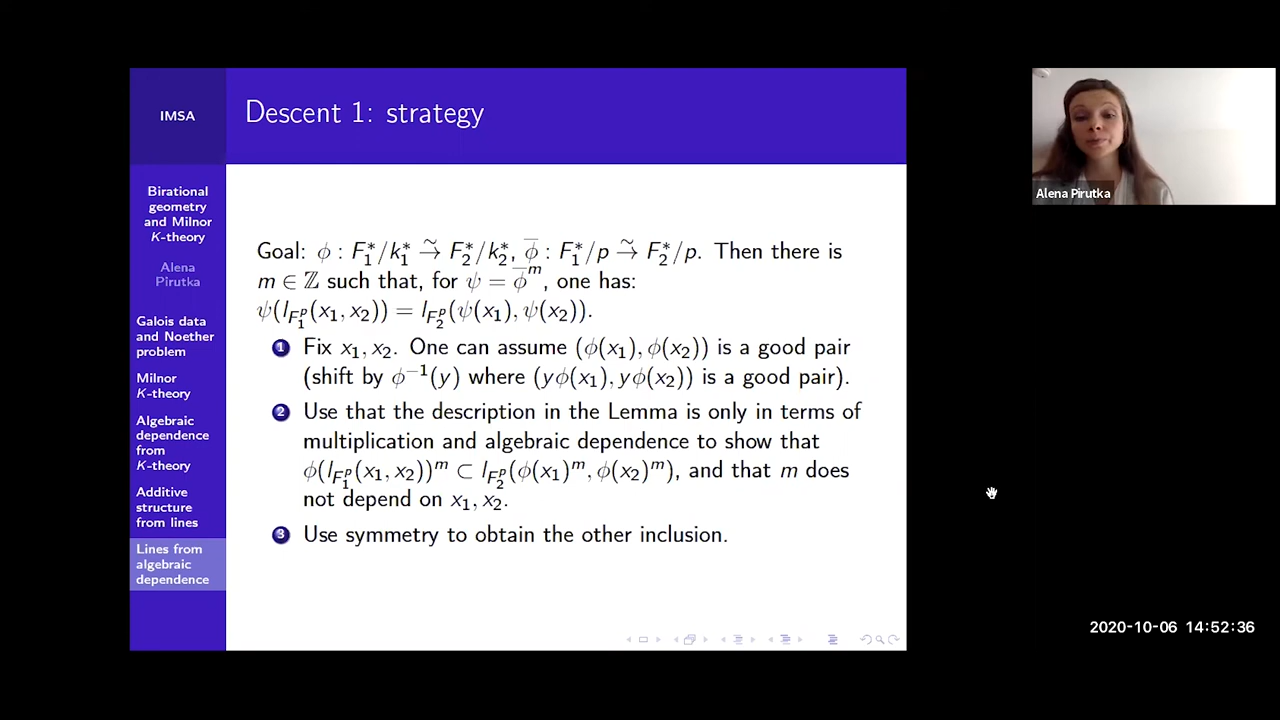 IMSA
Birational
geometry
and Milnor
K-theory
Alena
Pirutka
Galois data
and Noether
problem
Milnor
K-theory
Algebraic
dependence
from
K-theory
Additive
structure
from lines
Lines from
algebraic
dependence
Descent 1: strategy
Goal: ϕ : F₁*/k₁* →̃ F₂*/k₂*, ϕ̅ : F₁*/p →̃ F₂*/p. Then there is
m ∈ ℤ such that, for ψ = ϕ̅ᵐ, one has:
ψ(l_{F₁ᵖ}(x₁, x₂)) = l_{F₂ᵖ}(ψ(x₁), ψ(x₂)).
1 Fix x₁, x₂. One can assume (ϕ(x₁), ϕ(x₂)) is a good pair
(shift by ϕ⁻¹(y) where (yϕ(x₁), yϕ(x₂)) is a good pair).
2 Use that the description in the Lemma is only in terms of
multiplication and algebraic dependence to show that
ϕ(l_{F₁ᵖ}(x₁, x₂))ᵐ ⊂ l_{F₂ᵖ}(ϕ(x₁)ᵐ, ϕ(x₂)ᵐ), and that m does
not depend on x₁, x₂.
3 Use symmetry to obtain the other inclusion.
Alena Pirutka
2020-10-06 14:52:36